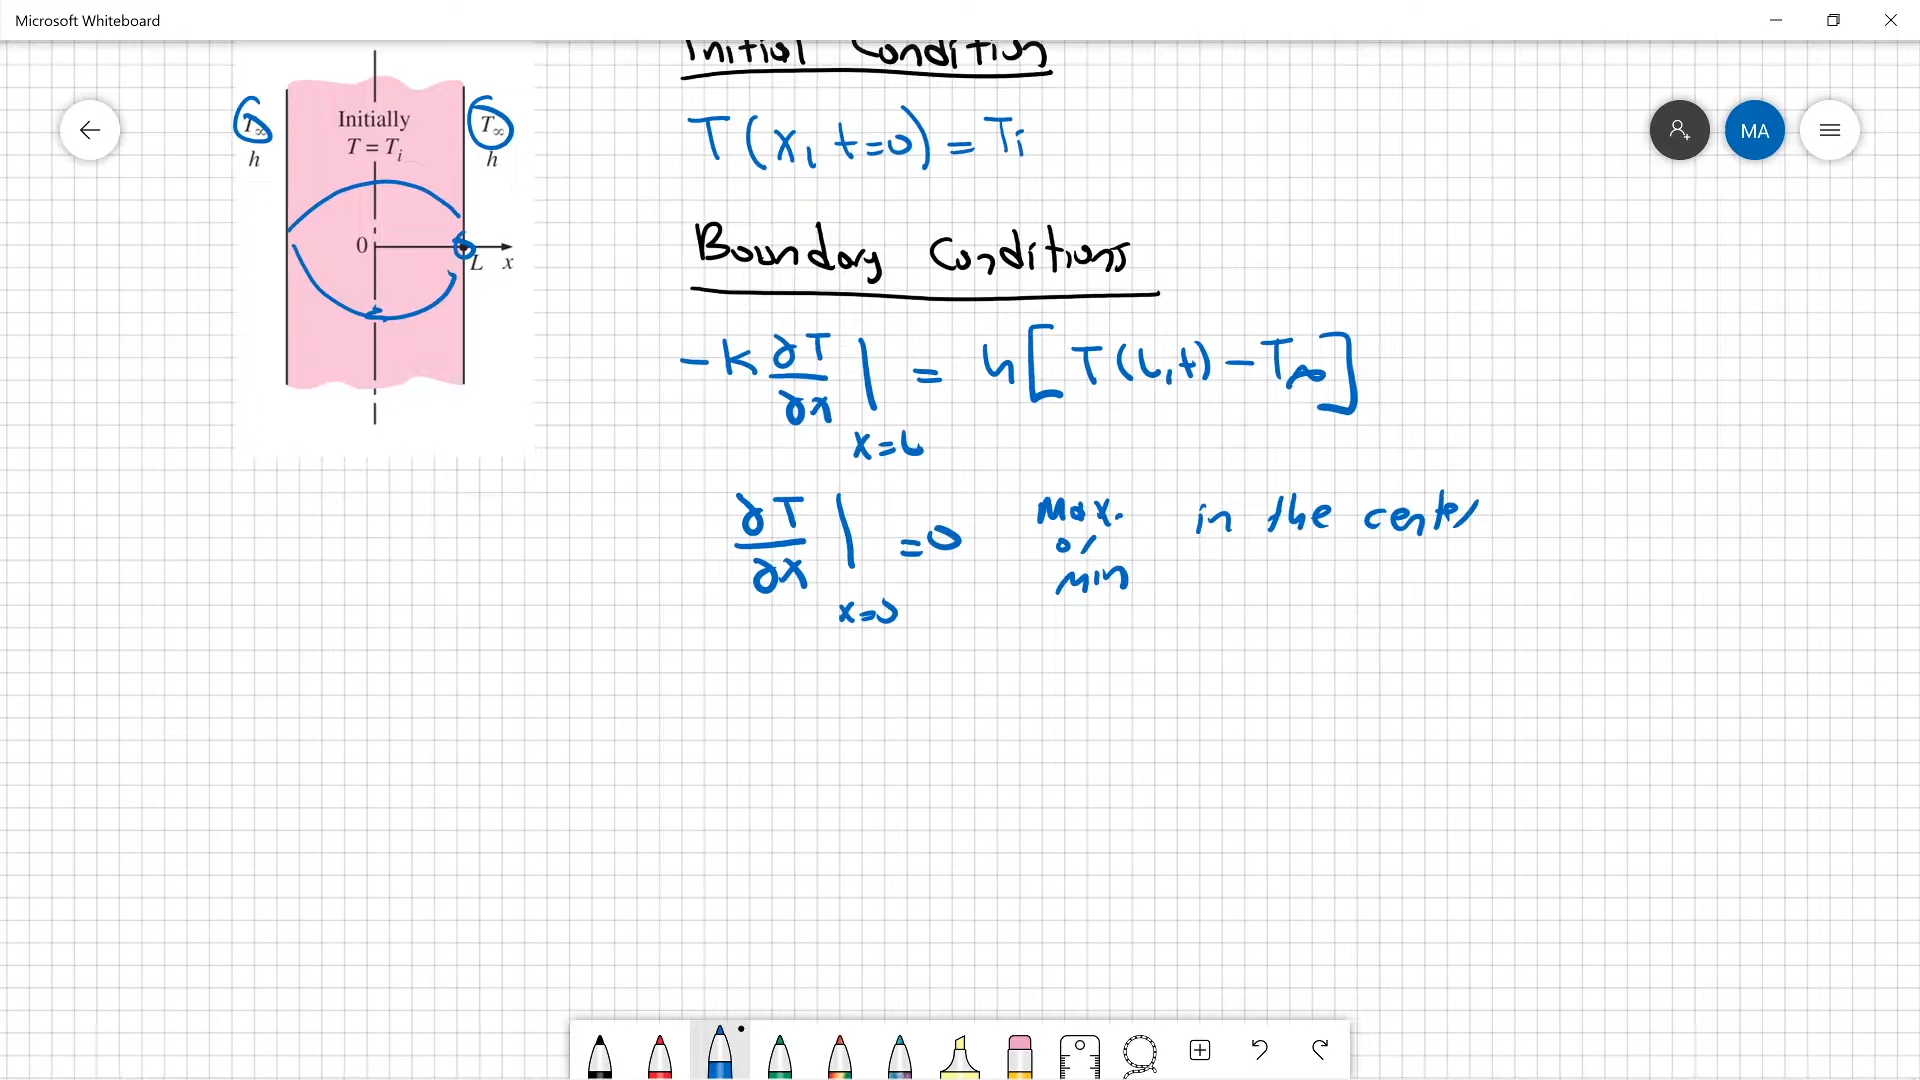 Microsoft Whiteboard
Initial Condition
T∞
h
Initially
T = Ti
T∞
h
0
L x
T(x, t=0) = Ti
MA
Boundary Conditions
-k ∂T/∂x | x=L = h[T(L,t) - T∞]
∂T/∂x | x=0 = 0
Max.
or
min
in the center